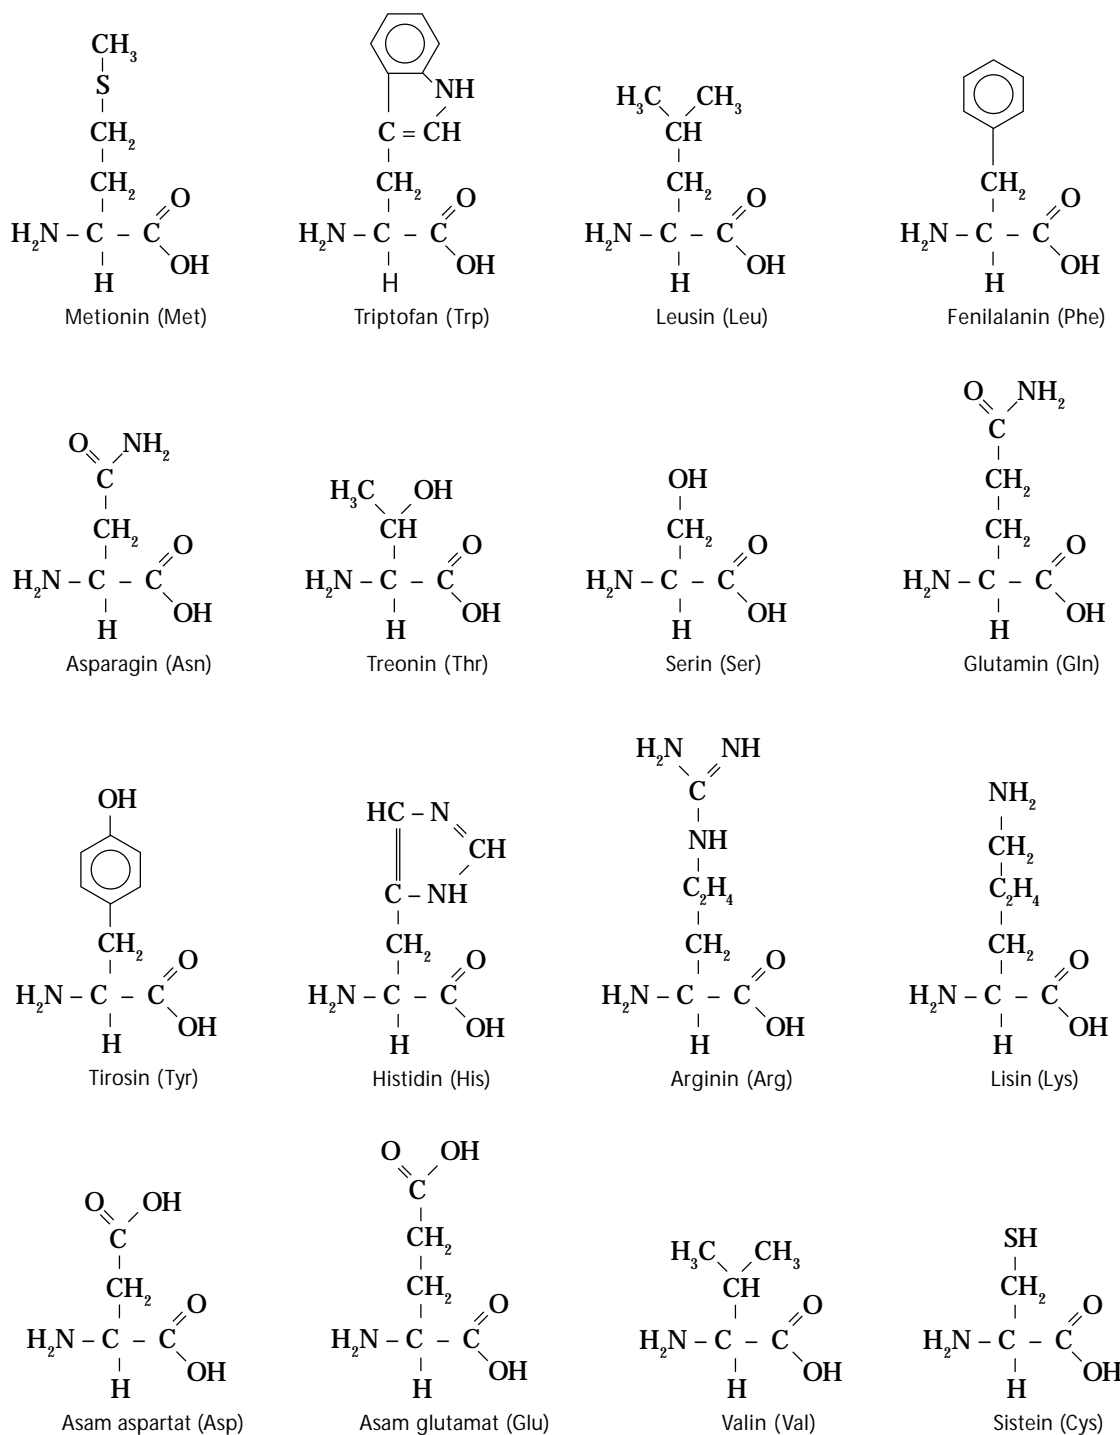 CH₃
S
CH₂
CH₂
H₂N – C – C O
OH
H
Metionin (Met)
NH
C = CH
CH₂
H₂N – C – C O
OH
H
Triptofan (Trp)
H₃C CH₃
CH
CH₂
H₂N – C – C O
OH
H
Leusin (Leu)
CH₂
H₂N – C – C O
OH
H
Fenilalanin (Phe)
O NH₂
C
CH₂
H₂N – C – C O
OH
H
Asparagin (Asn)
H₃C OH
CH
H₂N – C – C O
OH
H
Treonin (Thr)
OH
CH₂
H₂N – C – C O
OH
H
Serin (Ser)
O NH₂
C
CH₂
CH₂
H₂N – C – C O
OH
H
Glutamin (Gln)
OH
CH₂
H₂N – C – C O
OH
H
Tirosin (Tyr)
HC – N
CH
C – NH
CH₂
H₂N – C – C O
OH
H
Histidin (His)
H₂N NH
C
NH
C₂H₄
CH₂
H₂N – C – C O
OH
H
Arginin (Arg)
NH₂
CH₂
C₂H₄
CH₂
H₂N – C – C O
OH
H
Lisin (Lys)
O OH
C
CH₂
H₂N – C – C O
OH
H
Asam aspartat (Asp)
O OH
C
CH₂
CH₂
H₂N – C – C O
OH
H
Asam glutamat (Glu)
H₃C CH₃
CH
H₂N – C – C O
OH
H
Valin (Val)
SH
CH₂
H₂N – C – C O
OH
H
Sistein (Cys)